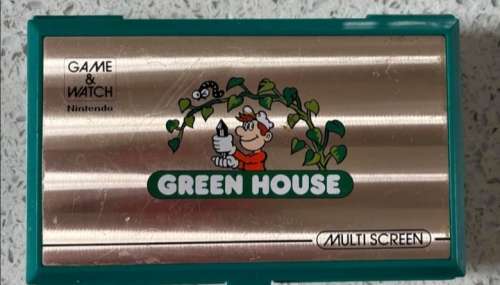 GAME
&
WATCH
Nintendo
GREEN HOUSE
MULTI SCREEN